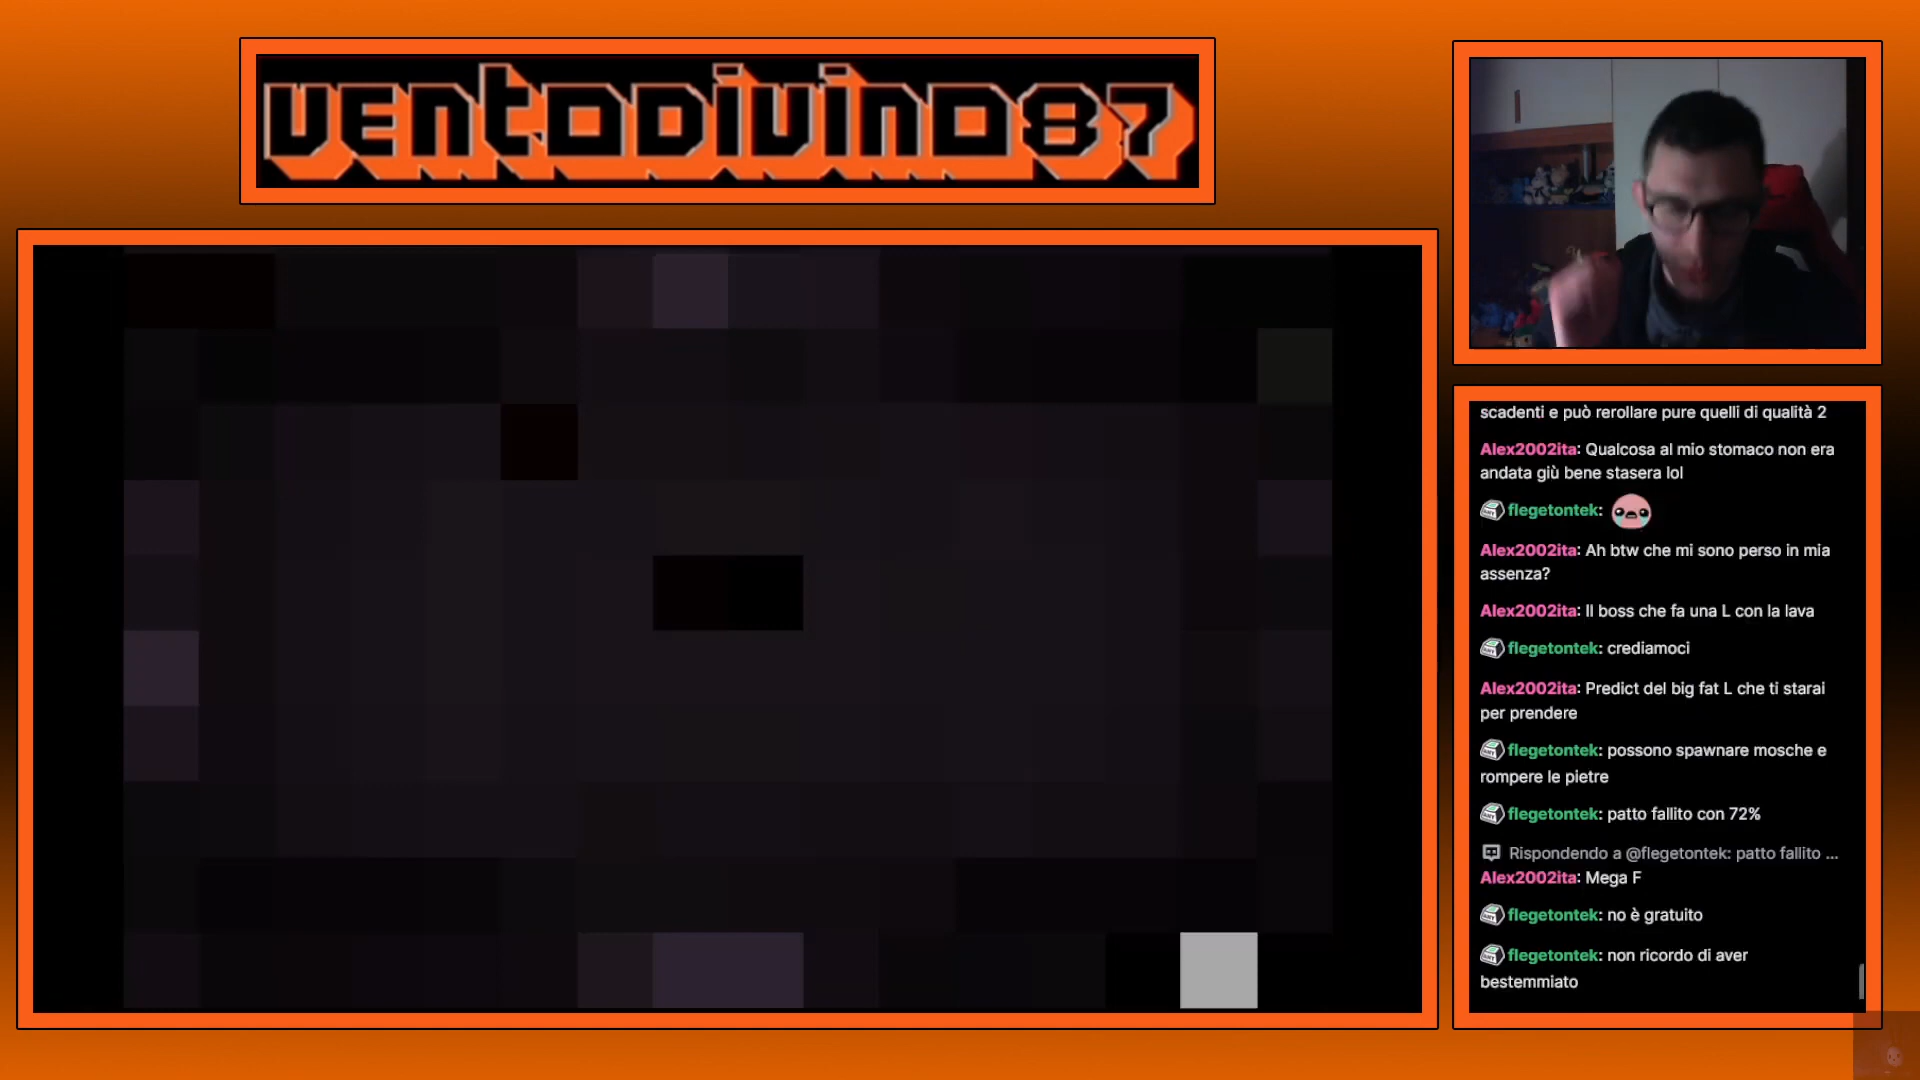 ventodivino87
scadenti e può rerollare pure quelli di qualità 2
Alex2002ita: Qualcosa al mio stomaco non era
andata giù bene stasera lol
flegetontek:
Alex2002ita: Ah btw che mi sono perso in mia
assenza?
Alex2002ita: Il boss che fa una L con la lava
flegetontek: crediamoci
Alex2002ita: Predict del big fat L che ti starai
per prendere
flegetontek: possono spawnare mosche e
rompere le pietre
flegetontek: patto fallito con 72%
Rispondendo a @flegetontek: patto fallito ...
Alex2002ita: Mega F
flegetontek: no è gratuito
flegetontek: non ricordo di aver
bestemmiato